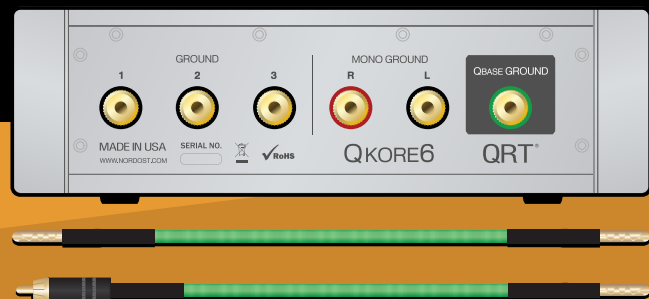 GROUND
1 2 3
MONO GROUND
R L
QBASE GROUND
MADE IN USA
WWW.NORDOST.COM
SERIAL NO.
✓RoHS
QKORE6
QRT®